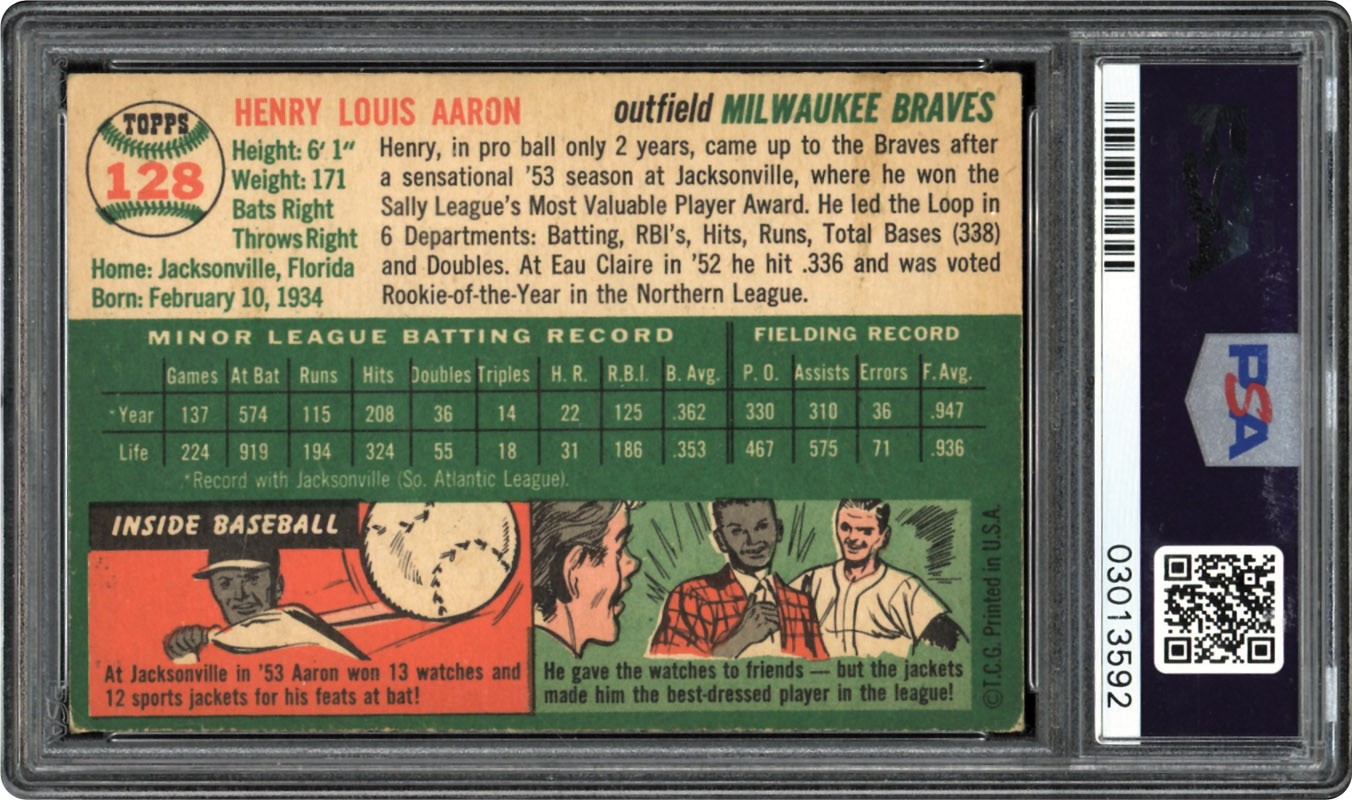 TOPPS
128
HENRY LOUIS AARON
outfield MILWAUKEE BRAVES
Height: 6' 1"
Weight: 171
Bats Right
Throws Right
Home: Jacksonville, Florida
Born: February 10, 1934
Henry, in pro ball only 2 years, came up to the Braves after
a sensational '53 season at Jacksonville, where he won the
Sally League's Most Valuable Player Award. He led the Loop in
6 Departments: Batting, RBI's, Hits, Runs, Total Bases (338)
and Doubles. At Eau Claire in '52 he hit .336 and was voted
Rookie-of-the-Year in the Northern League.
MINOR LEAGUE BATTING RECORD FIELDING RECORD
Games At Bat Runs Hits Doubles Triples H. R. R.B.I. B. Avg. P. O. Assists Errors F. Avg.
*Year 137 574 115 208 36 14 22 125 .362 330 310 36 .947
Life 224 919 194 324 55 18 31 186 .353 467 575 71 .936
*Record with Jacksonville (So. Atlantic League).
INSIDE BASEBALL
At Jacksonville in '53 Aaron won 13 watches and
12 sports jackets for his feats at bat!
He gave the watches to friends — but the jackets
made him the best-dressed player in the league!
©T.C.G. Printed in U.S.A.
PSA
PSA
03013592